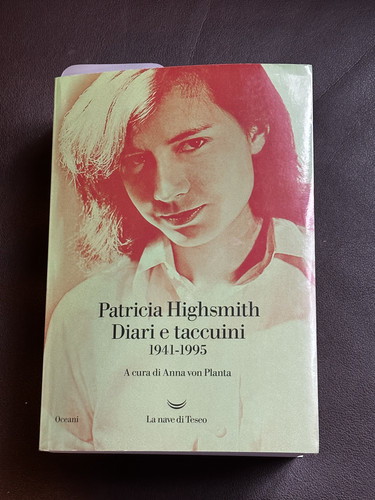 Patricia Highsmith
Diari e taccuini
1941-1995
A cura di Anna von Planta
Oceani
La nave di Teseo